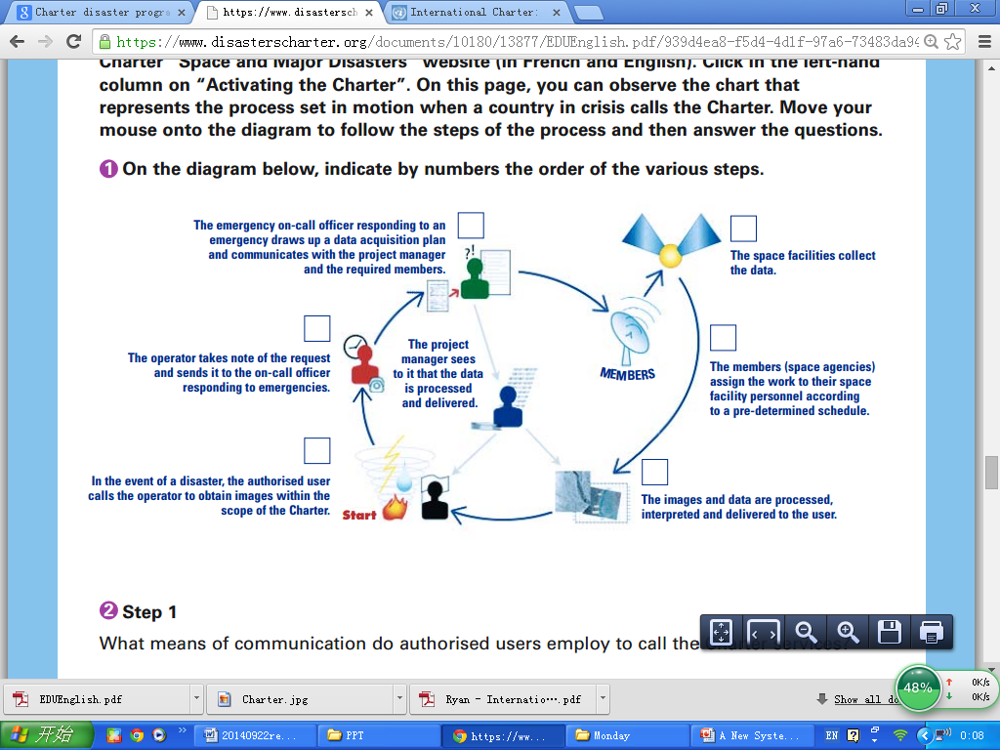 Charter disaster progr
https://www.disastersch
International Charter:
https://www.disasterscharter.org/documents/10180/13877/EDUEnglish.pdf/939d4ea8-f5d4-4d1f-97a6-73483da94
Charter "Space and Major Disasters" website (in French and English). Click in the left-hand
column on "Activating the Charter". On this page, you can observe the chart that
represents the process set in motion when a country in crisis calls the Charter. Move your
mouse onto the diagram to follow the steps of the process and then answer the questions.
1 On the diagram below, indicate by numbers the order of the various steps.
The emergency on-call officer responding to an
emergency draws up a data acquisition plan
and communicates with the project manager
and the required members.
?!
The space facilities collect
the data.
The operator takes note of the request
and sends it to the on-call officer
responding to emergencies.
The project
manager sees
to it that the data
is processed
and delivered.
MEMBERS
The members (space agencies)
assign the work to their space
facility personnel according
to a pre-determined schedule.
In the event of a disaster, the authorised user
calls the operator to obtain images within the
scope of the Charter.
Start
The images and data are processed,
interpreted and delivered to the user.
2 Step 1
What means of communication do authorised users employ to call the Charter services?
48%
0K/s
0K/s
EDUEnglish.pdf
Charter.jpg
Ryan - Internatio….pdf
Show all do
开始
20140922re...
PPT
https://ww...
Monday
A New Syste...
EN
0:08